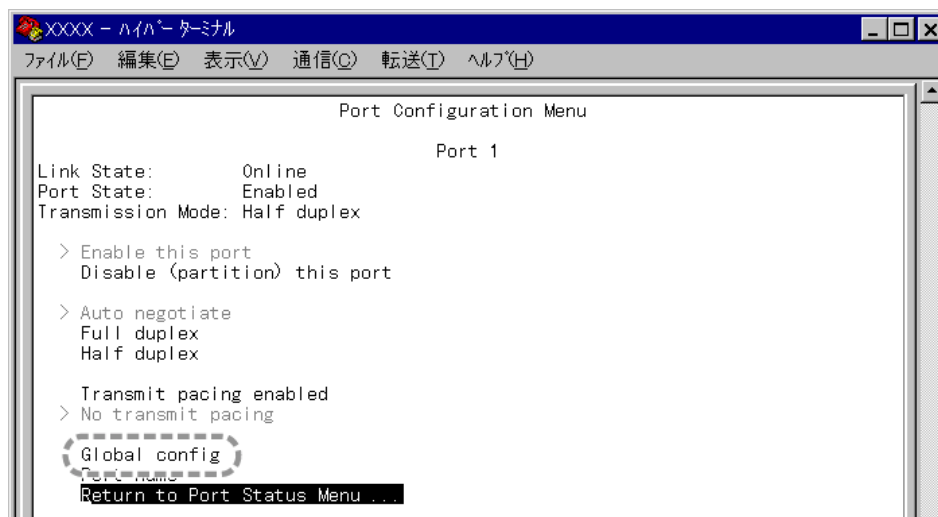 XXXX - ﾊｲﾊﾟｰ ﾀｰﾐﾅﾙ
ﾌｧｲﾙ(F) 編集(E) 表示(V) 通信(C) 転送(T) ﾍﾙﾌﾟ(H)
Port Configuration Menu
Port 1
Link State: Online
Port State: Enabled
Transmission Mode: Half duplex
> Enable this port
Disable (partition) this port
> Auto negotiate
Full duplex
Half duplex
Transmit pacing enabled
> No transmit pacing
Global config
Port name
Return to Port Status Menu ...